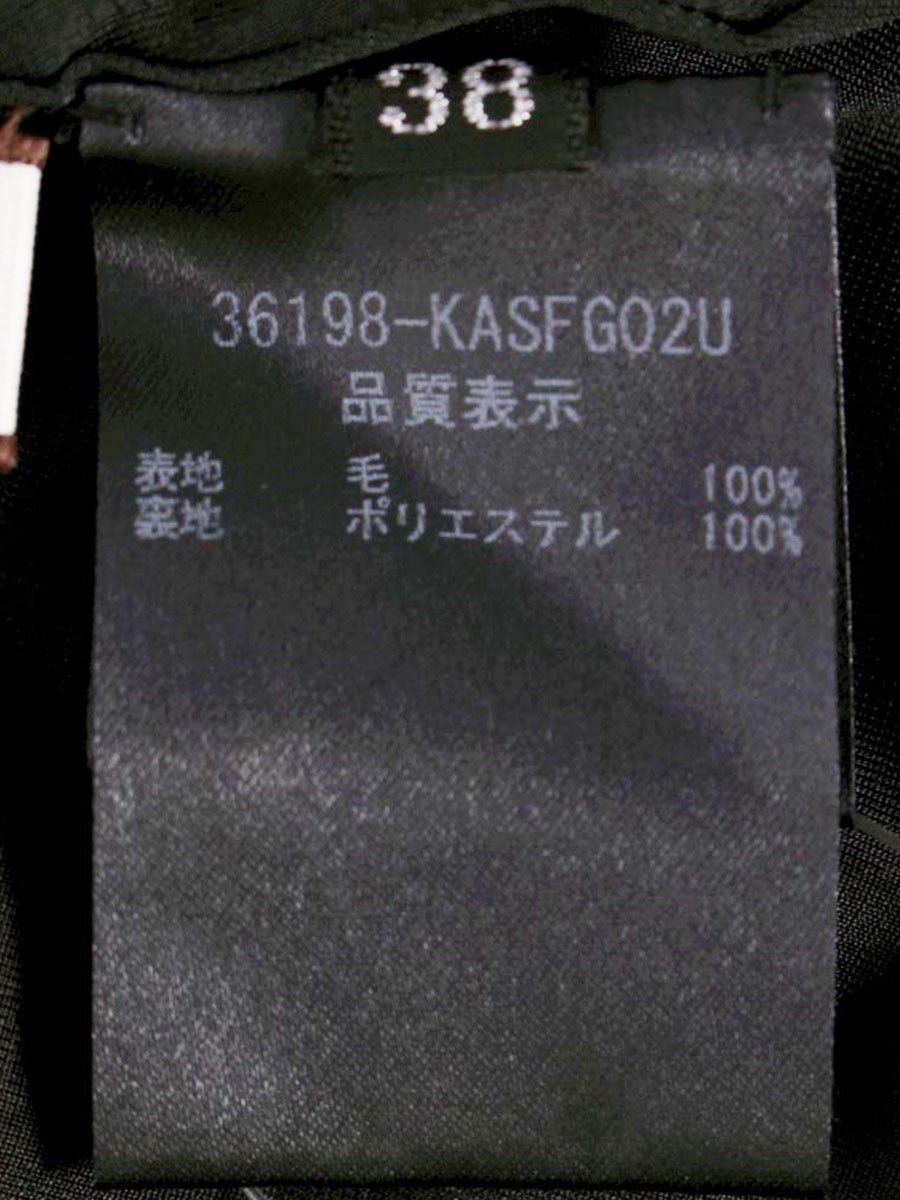 38
36198-KASFG02U
品質表示
表地 毛 100%
裏地 ポリエステル 100%